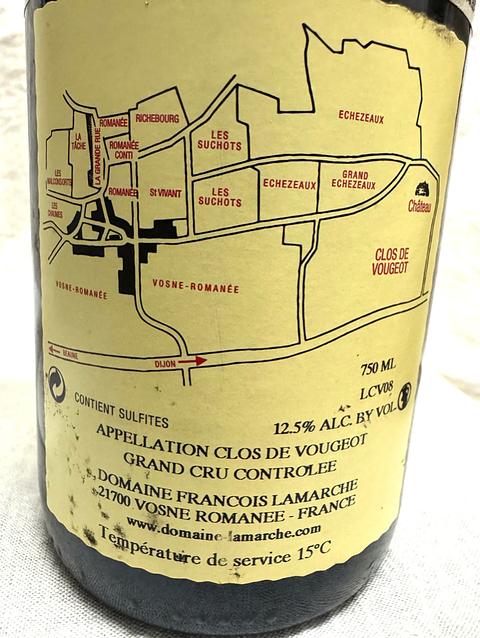 ECHEZEAUX
ROMANÉE
RICHEBOURG
LA TÂCHE
LA GRANDE RUE
ROMANÉE CONTI
LES SUCHOTS
LES MALCONSORTS
ROMANÉE
St VIVANT
LES SUCHOTS
ECHEZEAUX
GRAND ECHEZEAUX
Château
LES CHAUMES
CLOS DE VOUGEOT
VOSNE-ROMANÉE
VOSNE-ROMANÉE
BEAUNE
DIJON
750 ML
LCV08
CONTIENT SULFITES
12.5% ALC. BY VOL.
APPELLATION CLOS DE VOUGEOT
GRAND CRU CONTROLEE
DOMAINE FRANCOIS LAMARCHE
21700 VOSNE ROMANEE - FRANCE
www.domaine-lamarche.com
Température de service 15°C